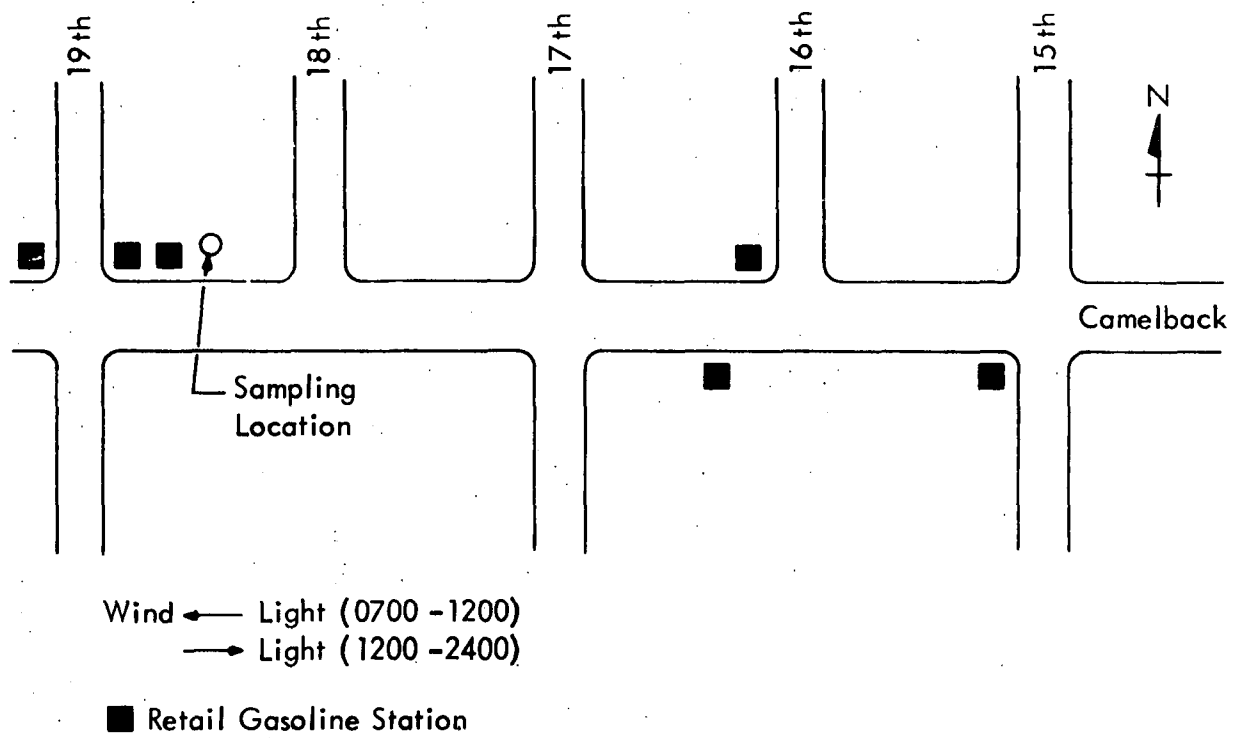 19th
18th
17th
16th
15th
N
Camelback
Sampling
Location
Wind Light (0700 -1200)
Light (1200 -2400)
Retail Gasoline Station